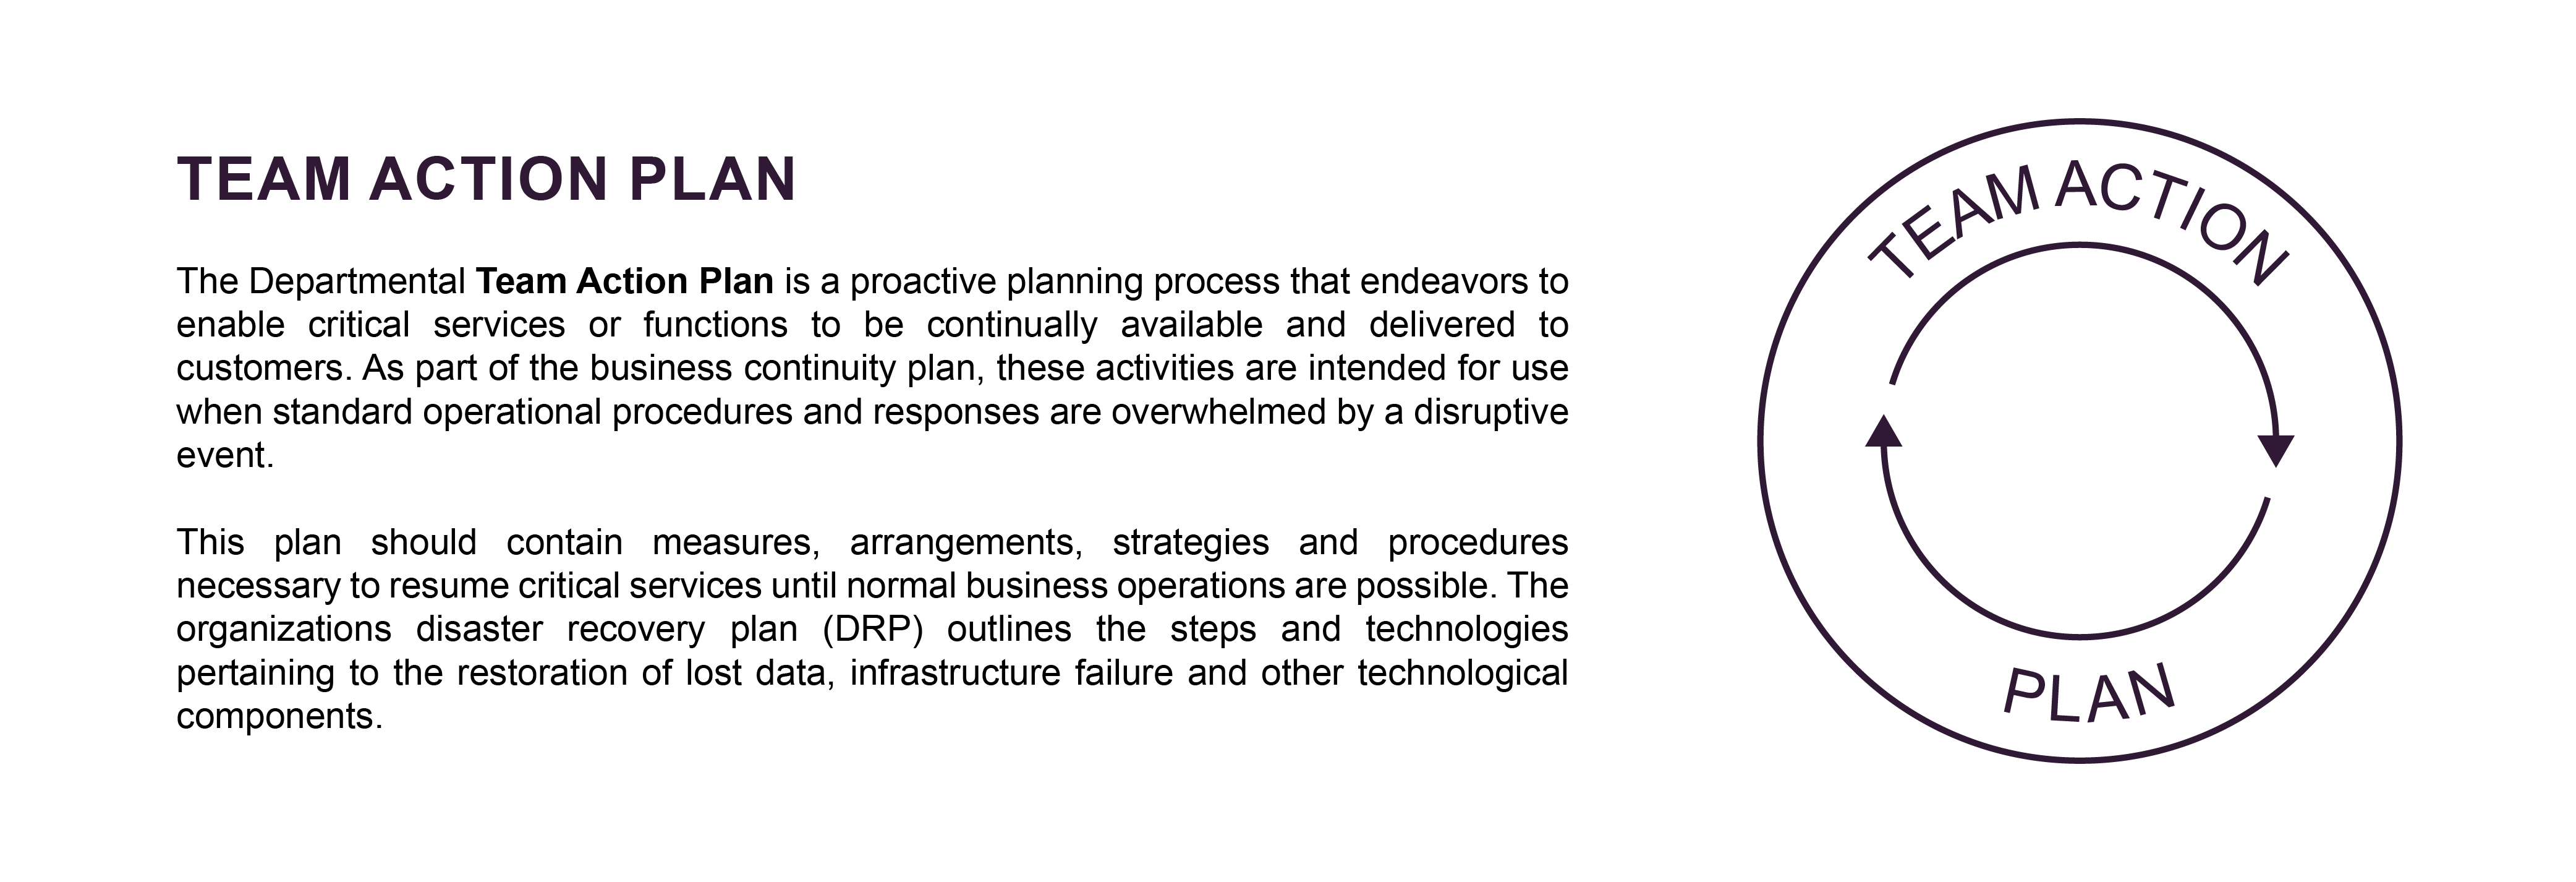 TEAM ACTION PLAN
The Departmental Team Action Plan is a proactive planning process that endeavors to
enable critical services or functions to be continually available and delivered to
customers. As part of the business continuity plan, these activities are intended for use
when standard operational procedures and responses are overwhelmed by a disruptive
event.
This plan should contain measures, arrangements, strategies and procedures
necessary to resume critical services until normal business operations are possible. The
organizations disaster recovery plan (DRP) outlines the steps and technologies
pertaining to the restoration of lost data, infrastructure failure and other technological
components.
TEAM ACTION
PLAN